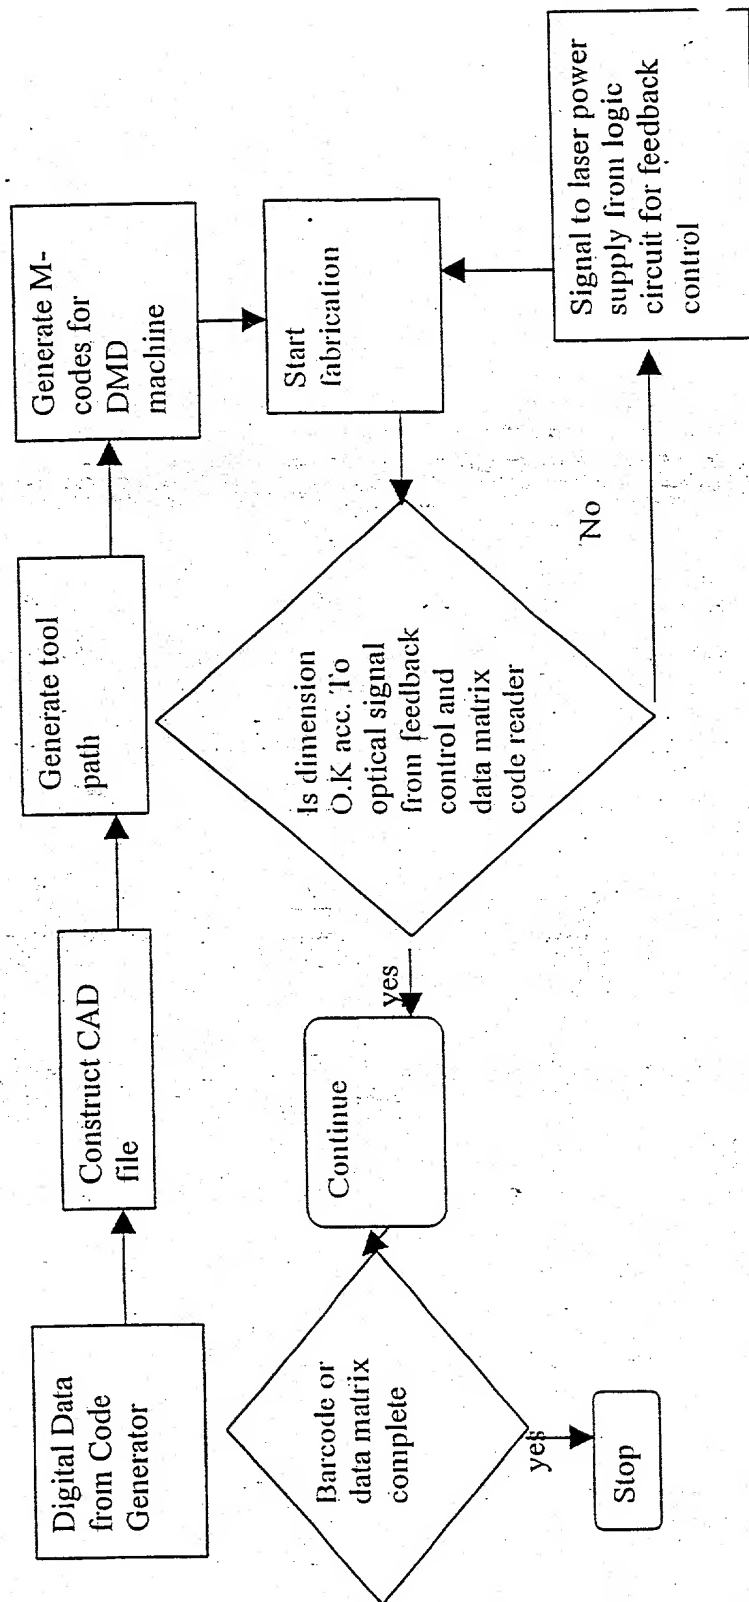 Digital Data
from Code
Generator
Construct CAD
file
Generate tool
path
Generate M-
codes for
DMD
machine
Start
fabrication
Is dimension
O.K acc. To
optical signal
from feedback
control and
data matrix
code reader
No
Signal to laser power
supply from logic
circuit for feedback
control
yes
Continue
Barcode or
data matrix
complete
yes
Stop